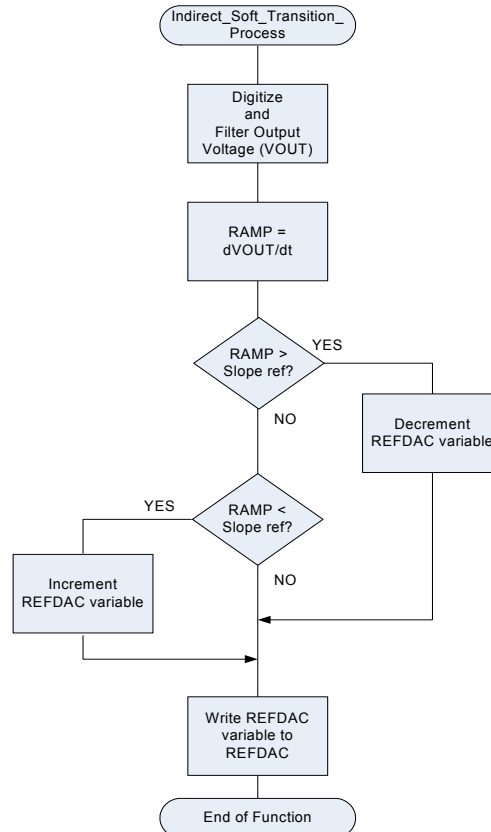 Indirect_Soft_Transition_
Process
Digitize
and
Filter Output
Voltage (VOUT)
RAMP =
dVOUT/dt
RAMP >
Slope ref?
YES
NO
Decrement
REFDAC variable
RAMP <
Slope ref?
YES
NO
Increment
REFDAC variable
Write REFDAC
variable to
REFDAC
End of Function